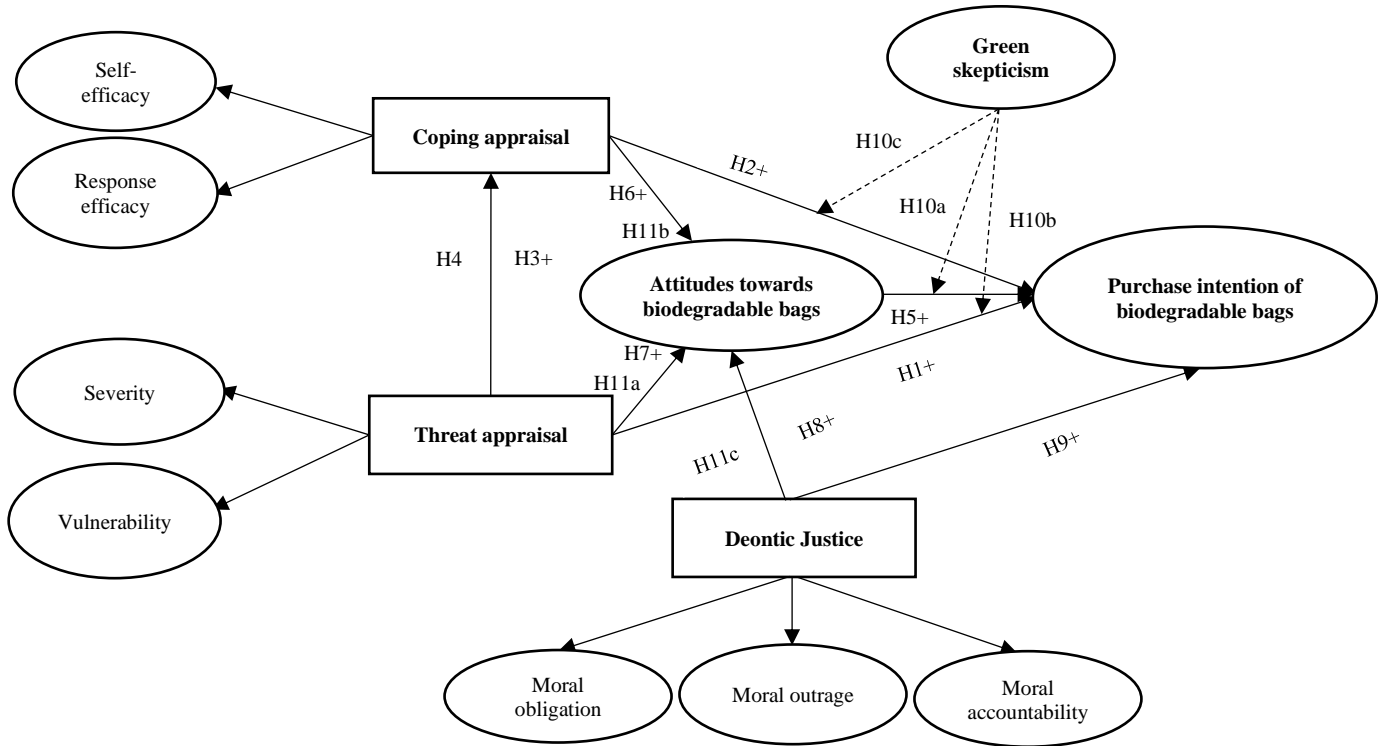 Green
skepticism
Self-
efficacy
Coping appraisal
H10c
H2+
Response
efficacy
H6+
H10a
H10b
H11b
H4
H3+
Attitudes towards
biodegradable bags
Purchase intention of
biodegradable bags
H5+
H7+
H1+
H11a
Severity
Threat appraisal
H8+
H9+
H11c
Vulnerability
Deontic Justice
Moral
obligation
Moral outrage
Moral
accountability